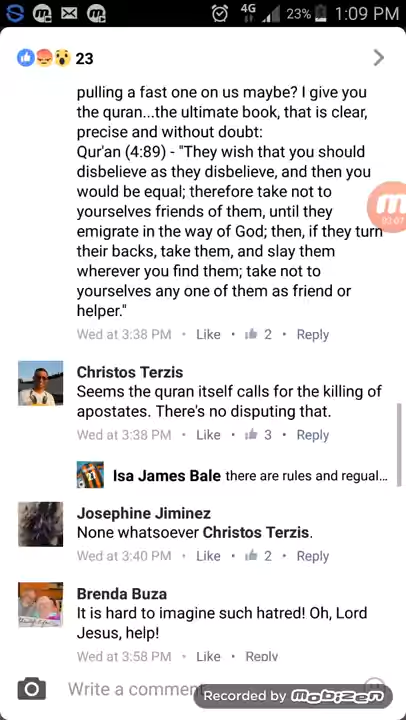 4G 23% 1:09 PM
23
pulling a fast one on us maybe? I give you
the quran...the ultimate book, that is clear,
precise and without doubt:
Qur'an (4:89) - "They wish that you should
disbelieve as they disbelieve, and then you
would be equal; therefore take not to
yourselves friends of them, until they
emigrate in the way of God; then, if they turn
their backs, take them, and slay them
wherever you find them; take not to
yourselves any one of them as friend or
helper."
Wed at 3:38 PM • Like • 2 • Reply
Christos Terzis
Seems the quran itself calls for the killing of
apostates. There's no disputing that.
Wed at 3:38 PM • Like • 3 • Reply
Isa James Bale there are rules and regual...
Josephine Jiminez
None whatsoever Christos Terzis.
Wed at 3:40 PM • Like • 2 • Reply
Brenda Buza
It is hard to imagine such hatred! Oh, Lord
Jesus, help!
Wed at 3:58 PM • Like • Reply
Write a comment
Recorded by Mobizen